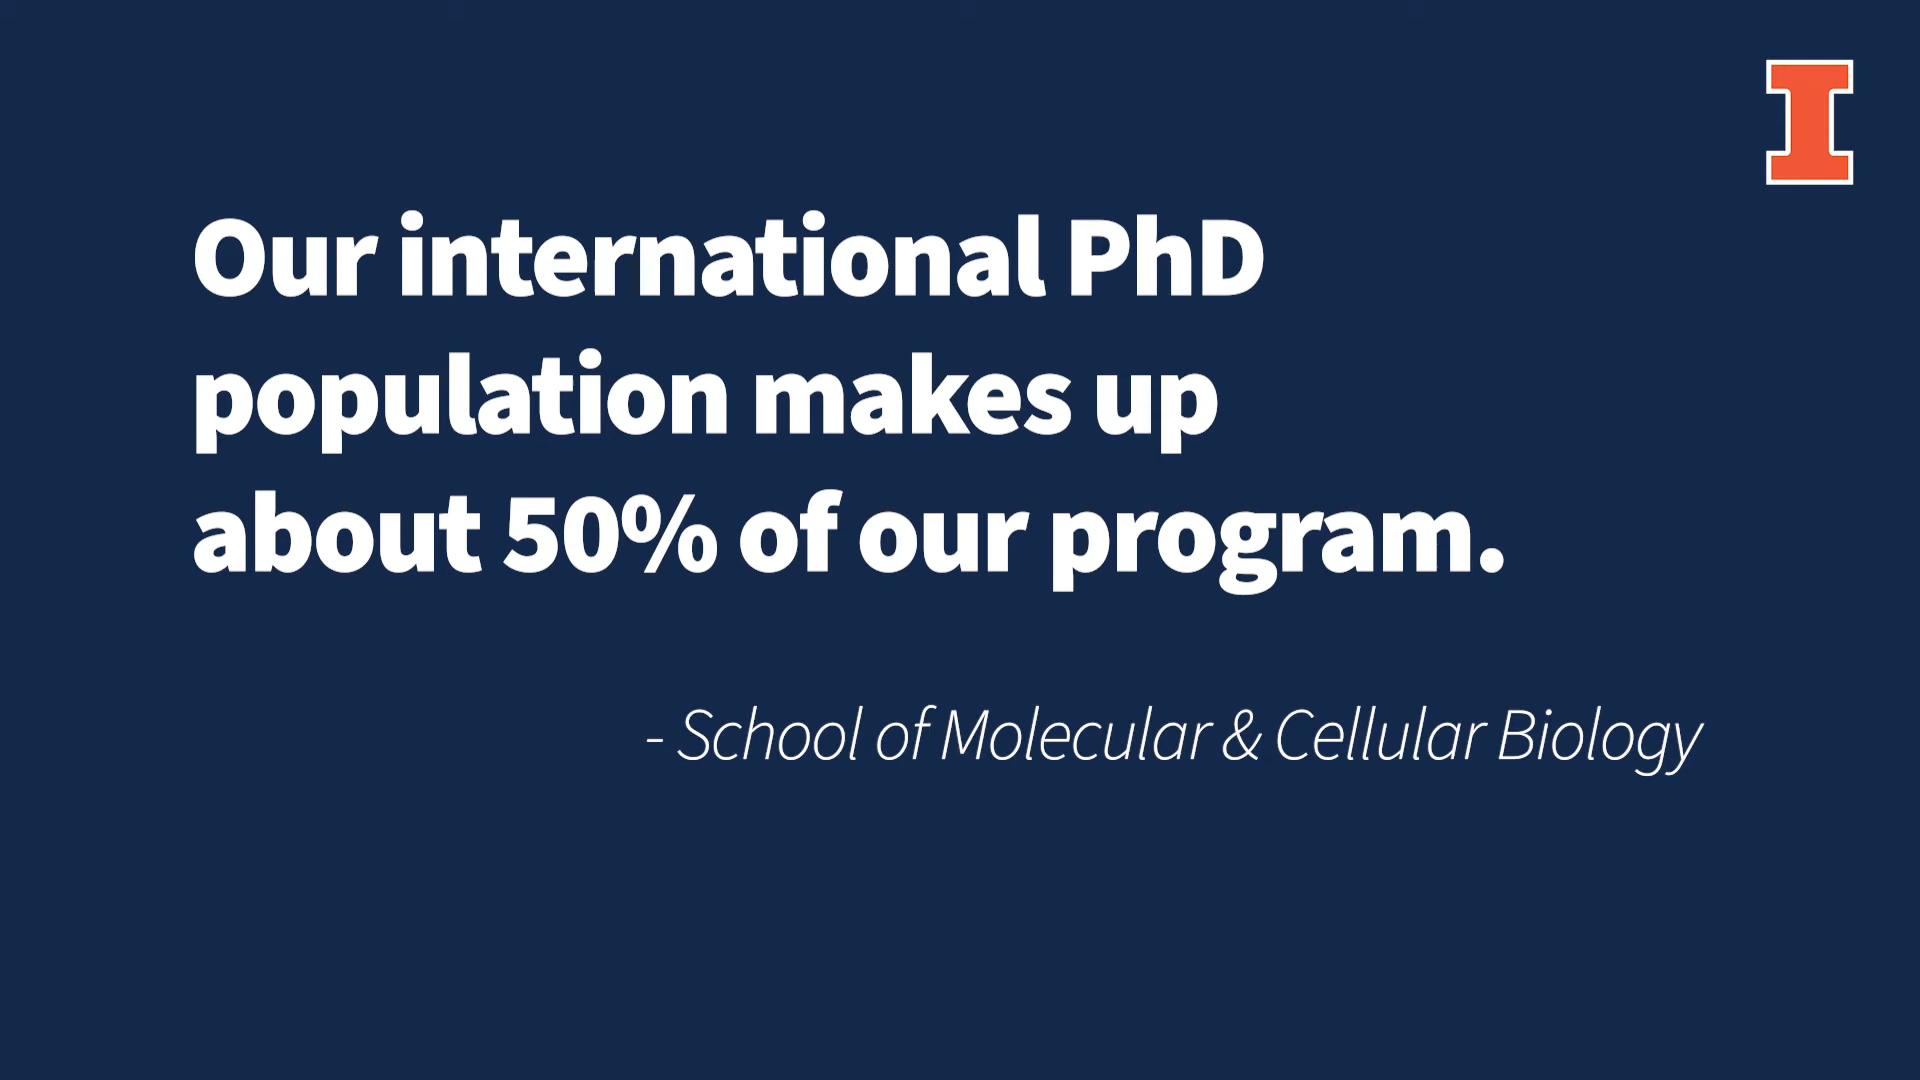 I
Our international PhD
population makes up
about 50% of our program.
- School of Molecular & Cellular Biology